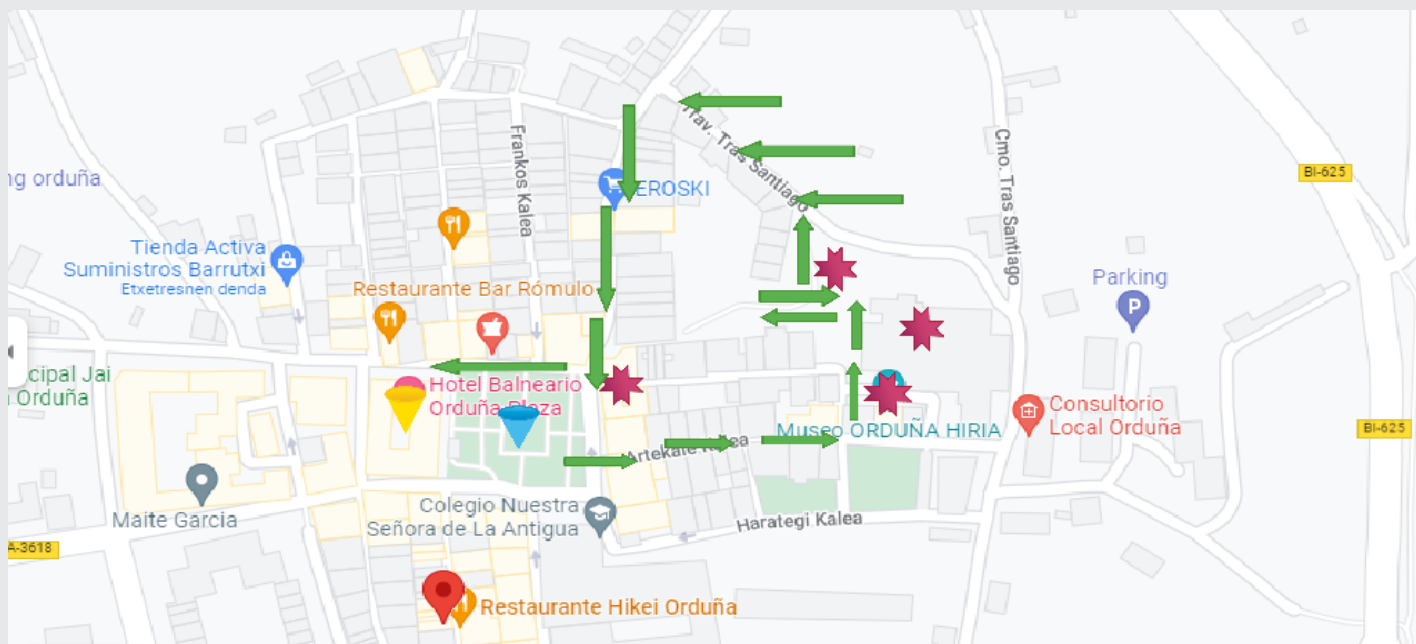 ng orduña
Frankos Kalea
EROSKI
Trav. Tras Santiago
Cmo. Tras Santiago
BI-625
Tienda Activa
Suministros Barrutxi
Etxetresnen denda
Restaurante Bar Rómulo
Parking
P
cipal Jai
Orduña
Hotel Balneario
Orduña Plaza
Museo ORDUÑA HIRIA
Consultorio
Local Orduña
BI-625
Artekale Kalea
Maite Garcia
Colegio Nuestra
Señora de La Antigua
Harategi Kalea
A-3618
Restaurante Hikei Orduña